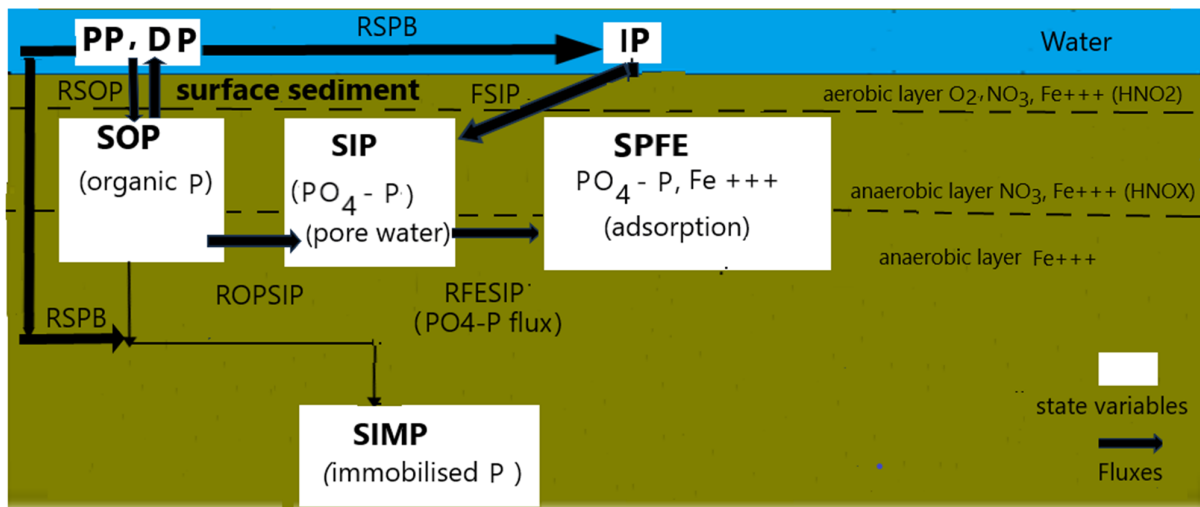 PP, DP
RSPB
IP
Water
RSOP
surface sediment
FSIP
aerobic layer O2, NO3, Fe+++ (HNO2)
SOP
(organic P)
SIP
(PO4 - P)
(pore water)
SPFE
PO4 - P, Fe +++
(adsorption)
anaerobic layer NO3, Fe+++ (HNOX)
anaerobic layer Fe+++
ROPSIP
RFESIP
(PO4-P flux)
RSPB
SIMP
(immobilised P )
state variables
Fluxes